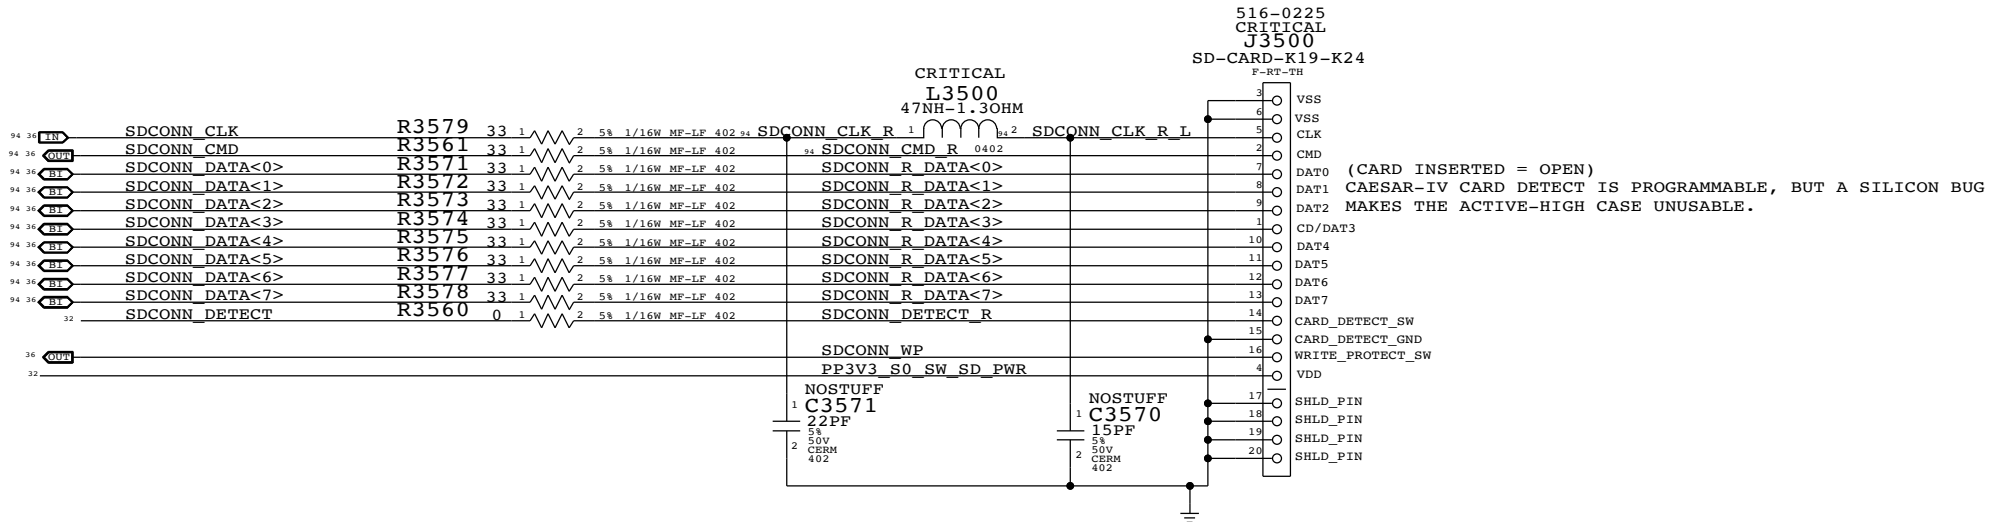 516-0225
CRITICAL
J3500
SD-CARD-K19-K24
F-RT-TH
CRITICAL
L3500
47NH-1.3OHM
3 VSS
6 VSS
94 36 IN SDCONN_CLK R3579 33 1 2 5% 1/16W MF-LF 402 94 SDCONN_CLK_R 1 94 2 SDCONN_CLK_R_L 5 CLK
0402
94 36 OUT SDCONN_CMD R3561 33 1 2 5% 1/16W MF-LF 402 94 SDCONN_CMD_R 2 CMD
94 36 BI SDCONN_DATA<0> R3571 33 1 2 5% 1/16W MF-LF 402 SDCONN_R_DATA<0> 7 DAT0
94 36 BI SDCONN_DATA<1> R3572 33 1 2 5% 1/16W MF-LF 402 SDCONN_R_DATA<1> 8 DAT1
94 36 BI SDCONN_DATA<2> R3573 33 1 2 5% 1/16W MF-LF 402 SDCONN_R_DATA<2> 9 DAT2
94 36 BI SDCONN_DATA<3> R3574 33 1 2 5% 1/16W MF-LF 402 SDCONN_R_DATA<3> 1 CD/DAT3
94 36 BI SDCONN_DATA<4> R3575 33 1 2 5% 1/16W MF-LF 402 SDCONN_R_DATA<4> 10 DAT4
94 36 BI SDCONN_DATA<5> R3576 33 1 2 5% 1/16W MF-LF 402 SDCONN_R_DATA<5> 11 DAT5
94 36 BI SDCONN_DATA<6> R3577 33 1 2 5% 1/16W MF-LF 402 SDCONN_R_DATA<6> 12 DAT6
94 36 BI SDCONN_DATA<7> R3578 33 1 2 5% 1/16W MF-LF 402 SDCONN_R_DATA<7> 13 DAT7
32 SDCONN_DETECT R3560 0 1 2 5% 1/16W MF-LF 402 SDCONN_DETECT_R 14 CARD_DETECT_SW
15 CARD_DETECT_GND
36 OUT SDCONN_WP 16 WRITE_PROTECT_SW
32 PP3V3_S0_SW_SD_PWR 4 VDD
17 SHLD_PIN
18 SHLD_PIN
19 SHLD_PIN
20 SHLD_PIN
(CARD INSERTED = OPEN)
CAESAR-IV CARD DETECT IS PROGRAMMABLE, BUT A SILICON BUG
MAKES THE ACTIVE-HIGH CASE UNUSABLE.
NOSTUFF
1 C3571
22PF
5%
50V
2 CERM
402
NOSTUFF
1 C3570
15PF
5%
50V
2 CERM
402